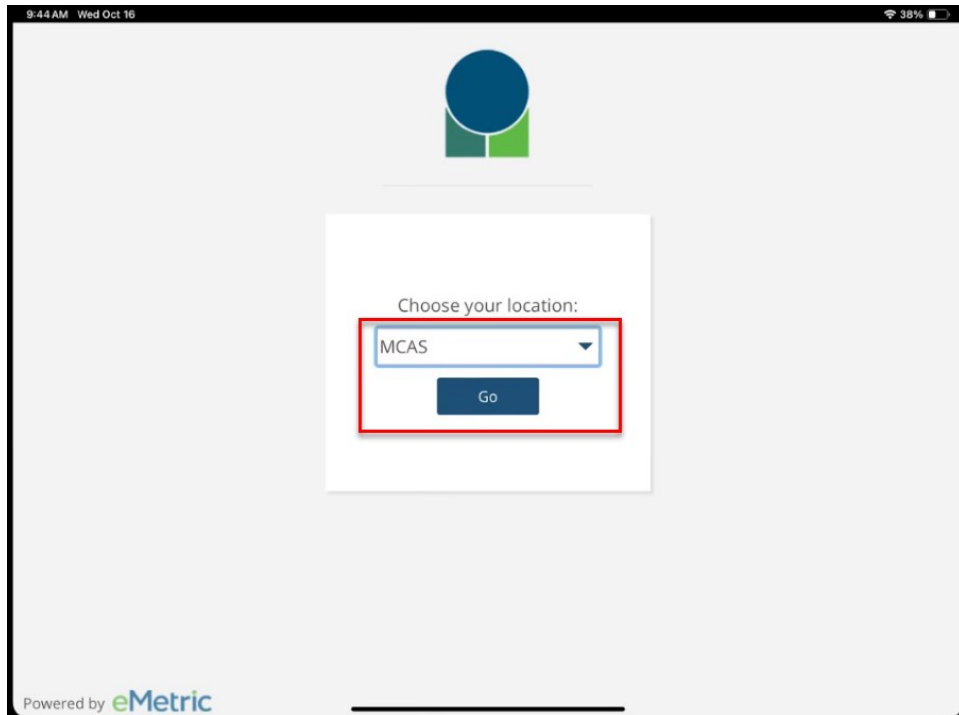 9:44 AM Wed Oct 16 38%
Choose your location:
MCAS
Go
Powered by eMetric